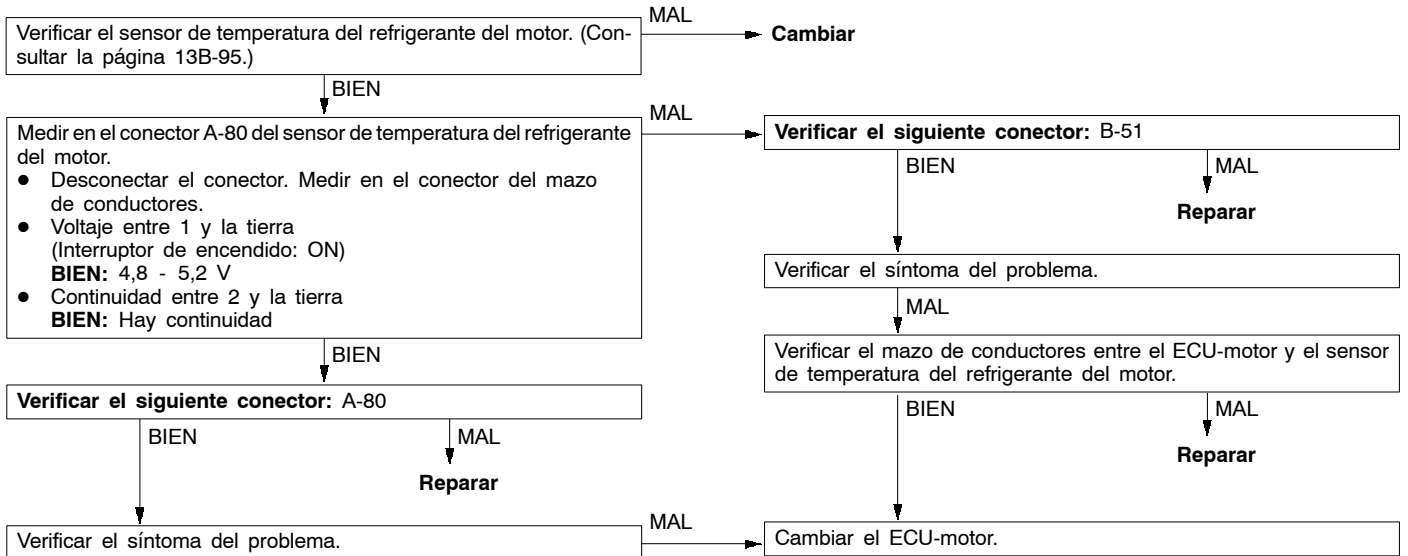 Verificar el sensor de temperatura del refrigerante del motor. (Con-
sultar la página 13B-95.)
MAL
Cambiar
BIEN
Medir en el conector A-80 del sensor de temperatura del refrigerante
del motor.
● Desconectar el conector. Medir en el conector del mazo
de conductores.
● Voltaje entre 1 y la tierra
(Interruptor de encendido: ON)
BIEN: 4,8 - 5,2 V
● Continuidad entre 2 y la tierra
BIEN: Hay continuidad
MAL
Verificar el siguiente conector: B-51
BIEN
MAL
Reparar
Verificar el síntoma del problema.
MAL
Verificar el mazo de conductores entre el ECU-motor y el sensor
de temperatura del refrigerante del motor.
BIEN
MAL
Reparar
BIEN
Verificar el siguiente conector: A-80
BIEN
MAL
Reparar
Verificar el síntoma del problema.
MAL
Cambiar el ECU-motor.